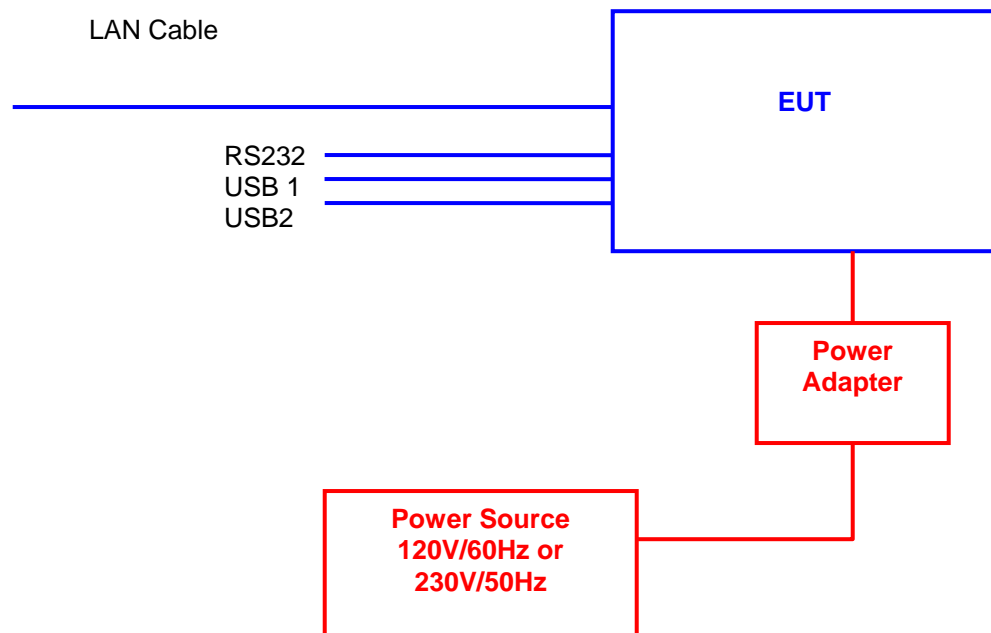 LAN Cable
EUT
RS232
USB 1
USB2
Power
Adapter
Power Source
120V/60Hz or
230V/50Hz